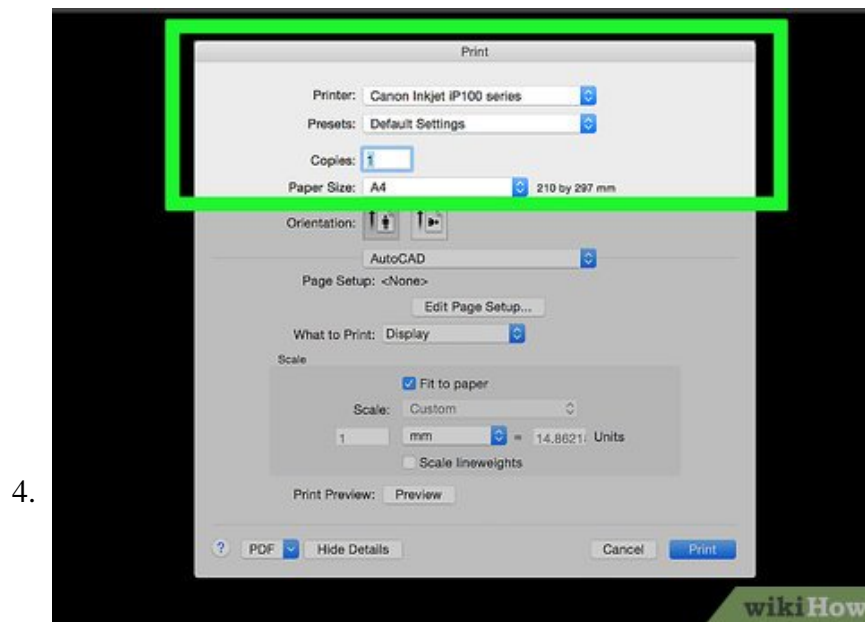 Print
Printer: Canon Inkjet iP100 series
Presets: Default Settings
Copies: 1
Paper Size: A4 210 by 297 mm
Orientation:
AutoCAD
Page Setup: <None>
Edit Page Setup...
What to Print: Display
Scale
Fit to paper
Scale: Custom
1 mm = 14.8621 Units
Scale lineweights
4.
Print Preview: Preview
? PDF Hide Details Cancel Print
wikiHow